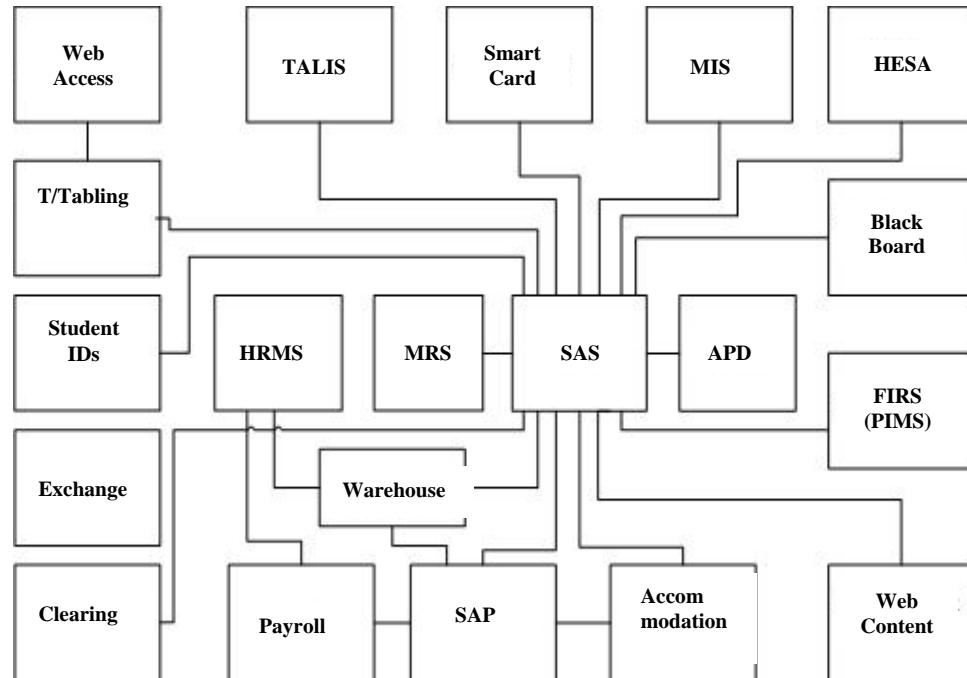 Web
Access
TALIS
Smart
Card
MIS
HESA
T/Tabling
Black
Board
Student
IDs
HRMS
MRS
SAS
APD
FIRS
(PIMS)
Exchange
Warehouse
Clearing
Payroll
SAP
Accom
modation
Web
Content